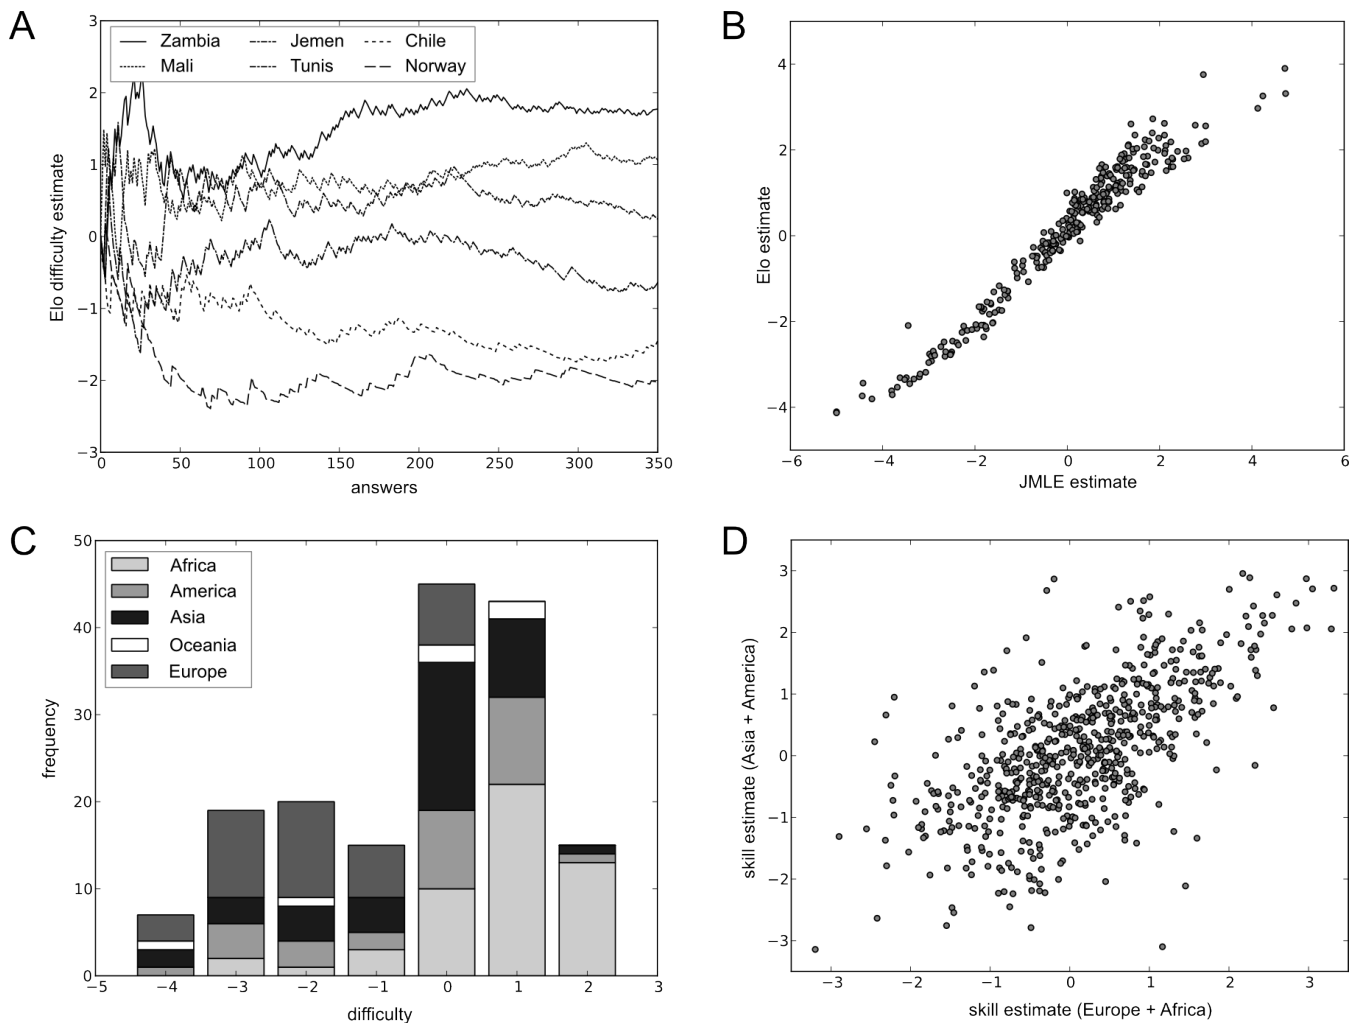 A
Zambia Jemen Chile
Mali Tunis Norway
3
2
1
0
−1
−2
−3
Elo difficulty estimate
0 50 100 150 200 250 300 350
answers
B
4
2
0
−2
−4
Elo estimate
−6 −4 −2 0 2 4 6
JMLE estimate
C
Africa
America
Asia
Oceania
Europe
50
40
30
20
10
0
frequency
−5 −4 −3 −2 −1 0 1 2 3
difficulty
D
3
2
1
0
−1
−2
−3
skill estimate (Asia + America)
−3 −2 −1 0 1 2 3
skill estimate (Europe + Africa)